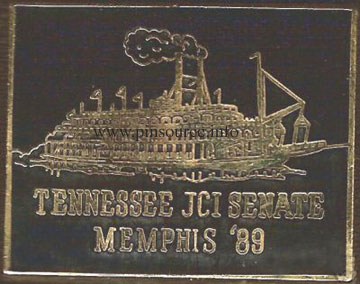 www.pinsource.info
TENNESSEE JCI SENATE
MEMPHIS '89